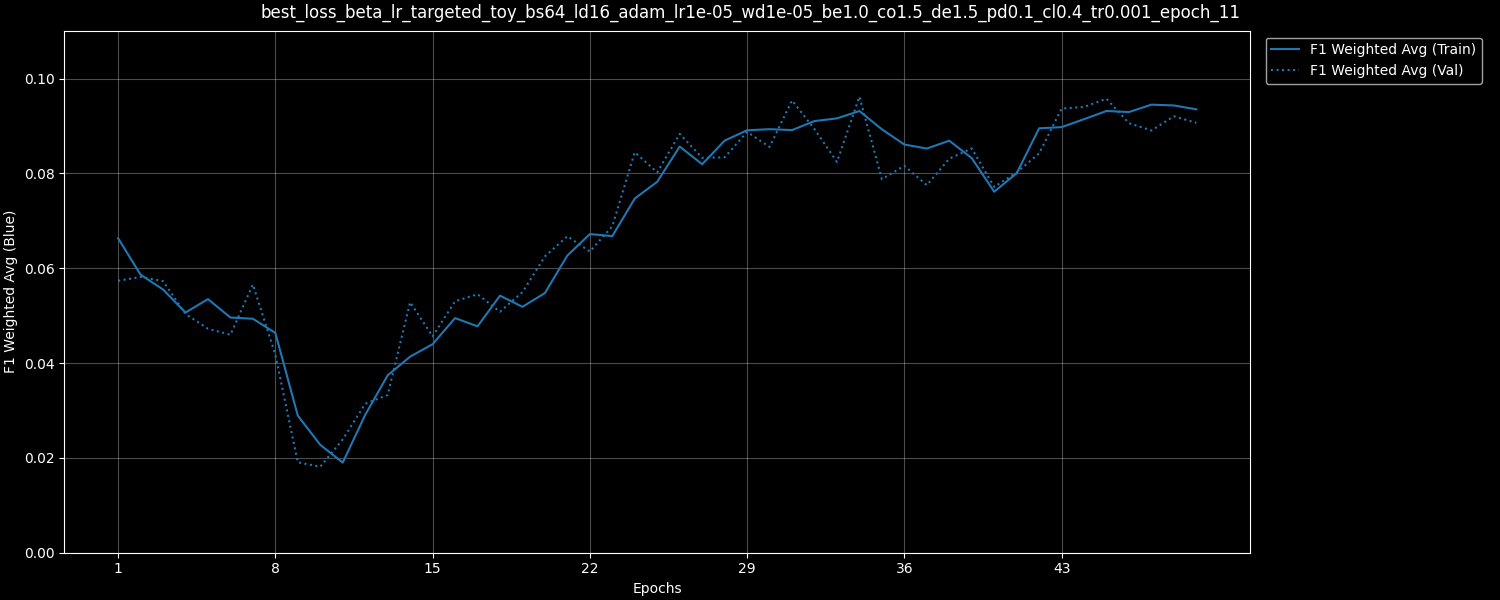 best_loss_beta_lr_targeted_toy_bs64_ld16_adam_lr1e-05_wd1e-05_be1.0_co1.5_de1.5_pd0.1_cl0.4_tr0.001_epoch_11
F1 Weighted Avg (Train)
F1 Weighted Avg (Val)
F1 Weighted Avg (Blue)
0.10
0.08
0.06
0.04
0.02
0.00
1 8 15 22 29 36 43
Epochs